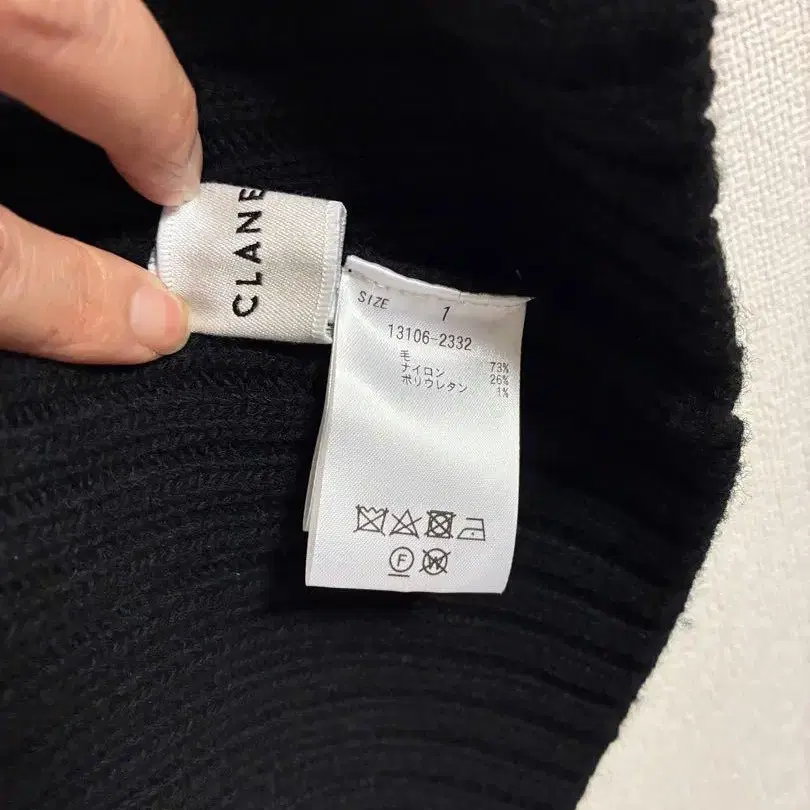 CLANE
SIZE 1
13106-2332
毛 73%
ナイロン 26%
ポリウレタン 1%
F
W